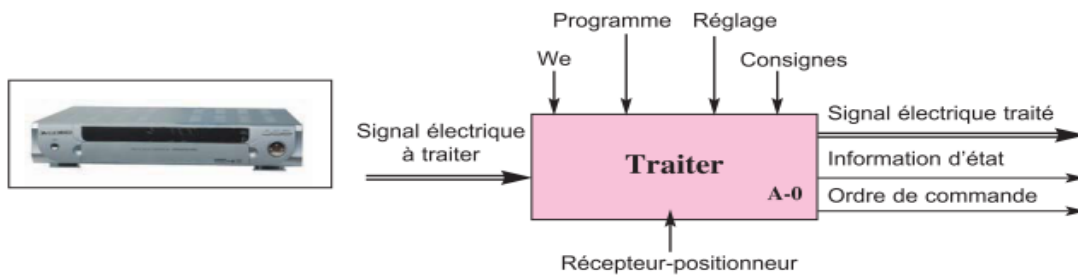 Programme
Réglage
We
Consignes
Signal électrique
à traiter
Traiter
A-0
Signal électrique traité
Information d'état
Ordre de commande
Récepteur-positionneur